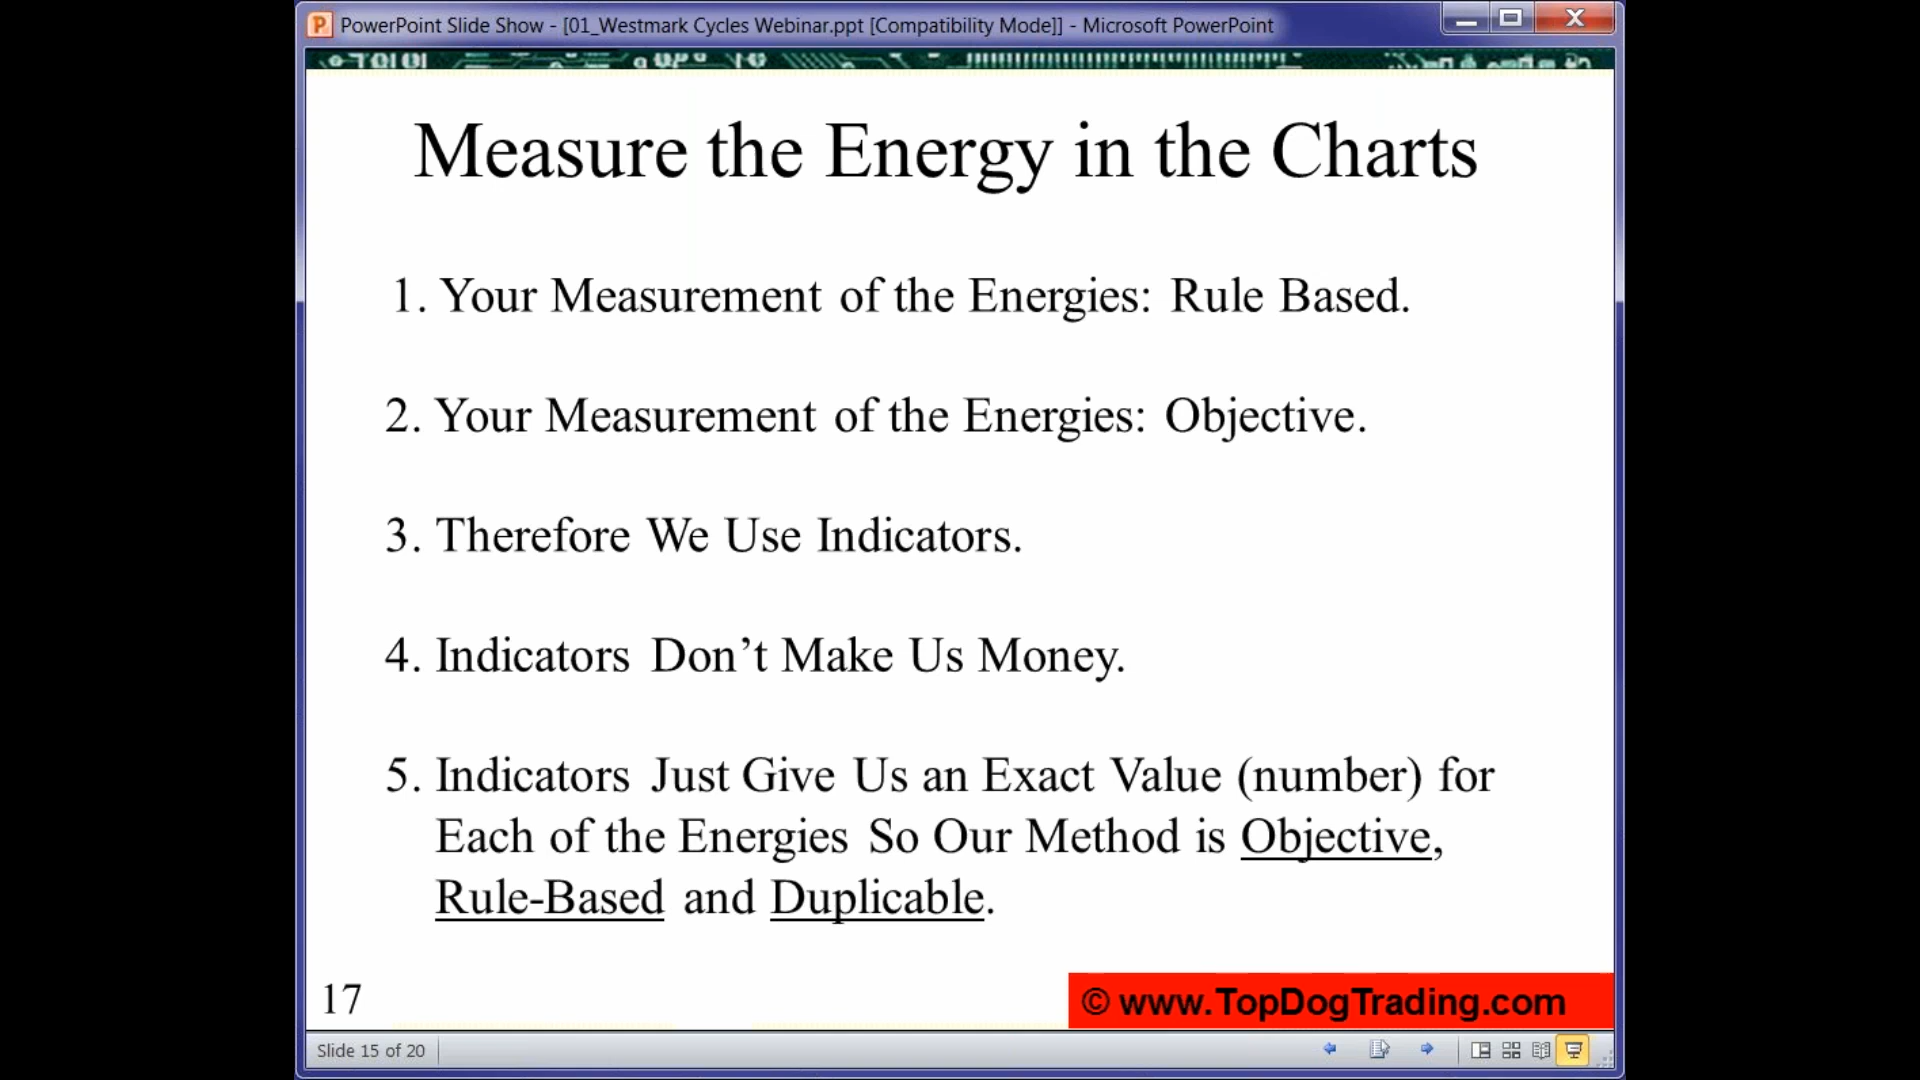 PowerPoint Slide Show - [01_Westmark Cycles Webinar.ppt [Compatibility Mode]] - Microsoft PowerPoint
Measure the Energy in the Charts
1. Your Measurement of the Energies: Rule Based.
2. Your Measurement of the Energies: Objective.
3. Therefore We Use Indicators.
4. Indicators Don’t Make Us Money.
5. Indicators Just Give Us an Exact Value (number) for
Each of the Energies So Our Method is Objective,
Rule-Based and Duplicable.
17
© www.TopDogTrading.com
Slide 15 of 20